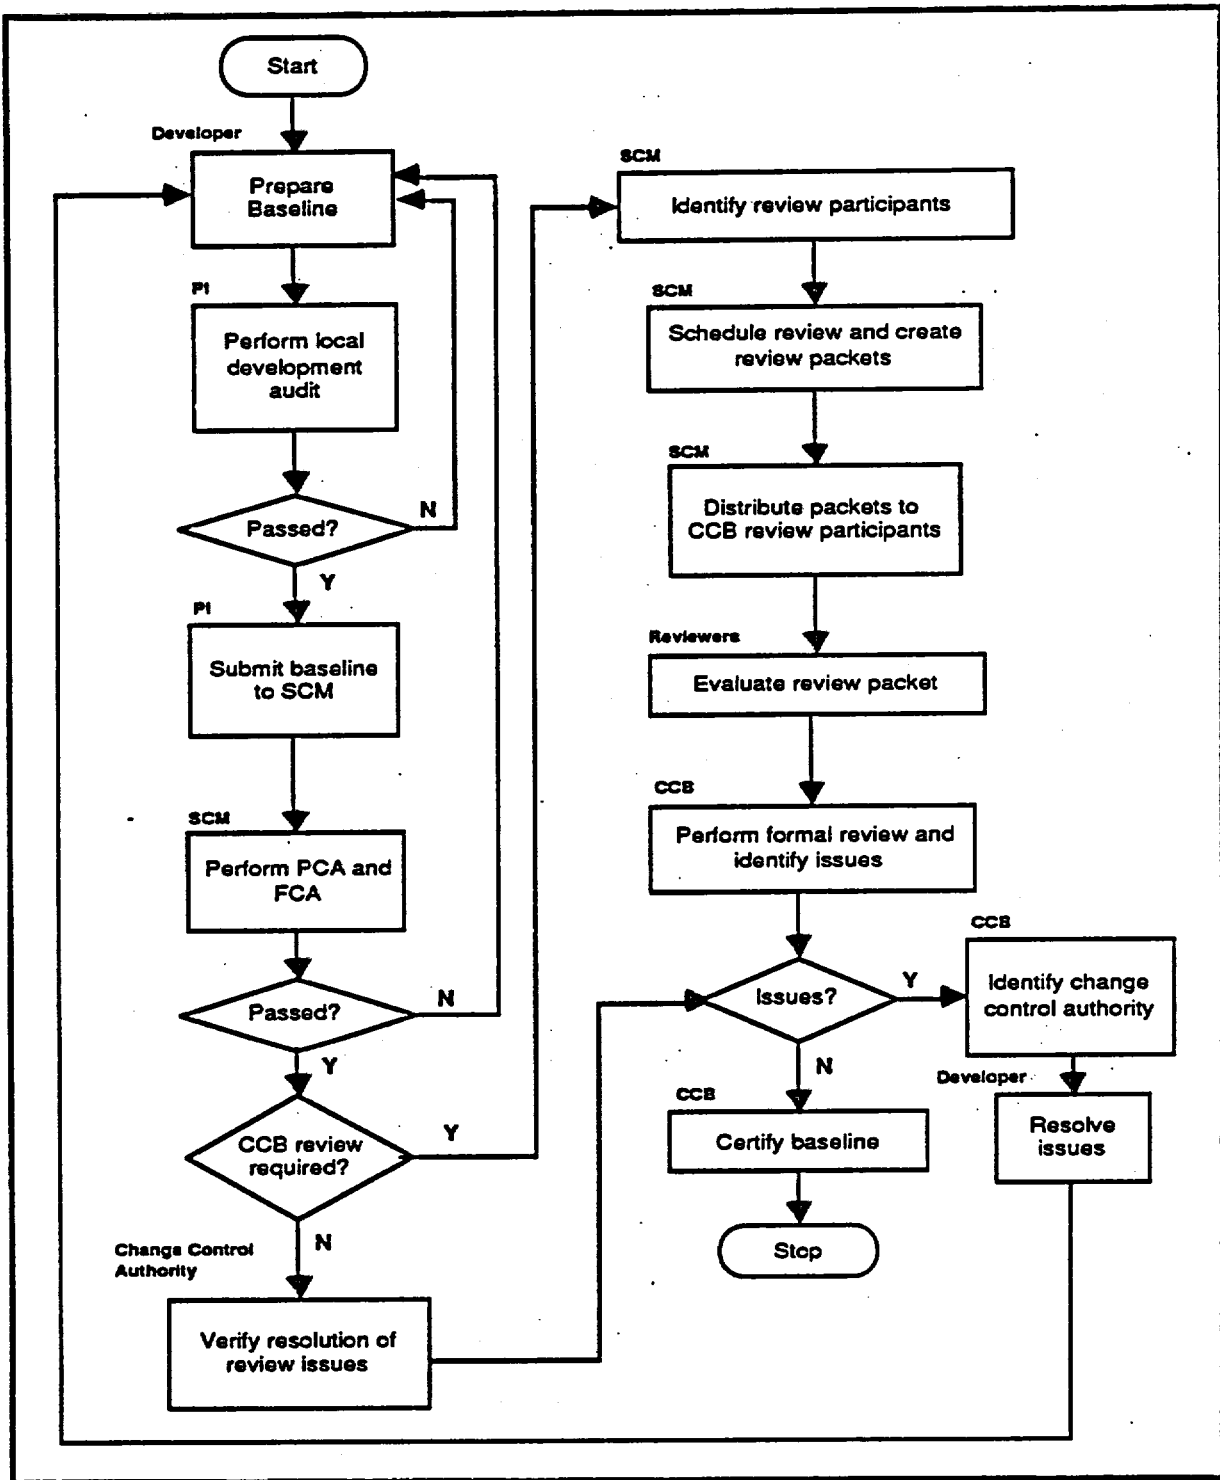 Start
Developer
Prepare
Baseline
PI
Perform local
development
audit
Passed?
N
Y
PI
Submit baseline
to SCM
SCM
Perform PCA and
FCA
Passed?
N
Y
CCB review
required?
Y
N
Change Control
Authority
Verify resolution of
review issues
SCM
Identify review participants
SCM
Schedule review and create
review packets
SCM
Distribute packets to
CCB review participants
Reviewers
Evaluate review packet
CCB
Perform formal review and
identify issues
Issues?
Y
N
CCB
Identify change
control authority
Developer
Resolve
issues
CCB
Certify baseline
Stop